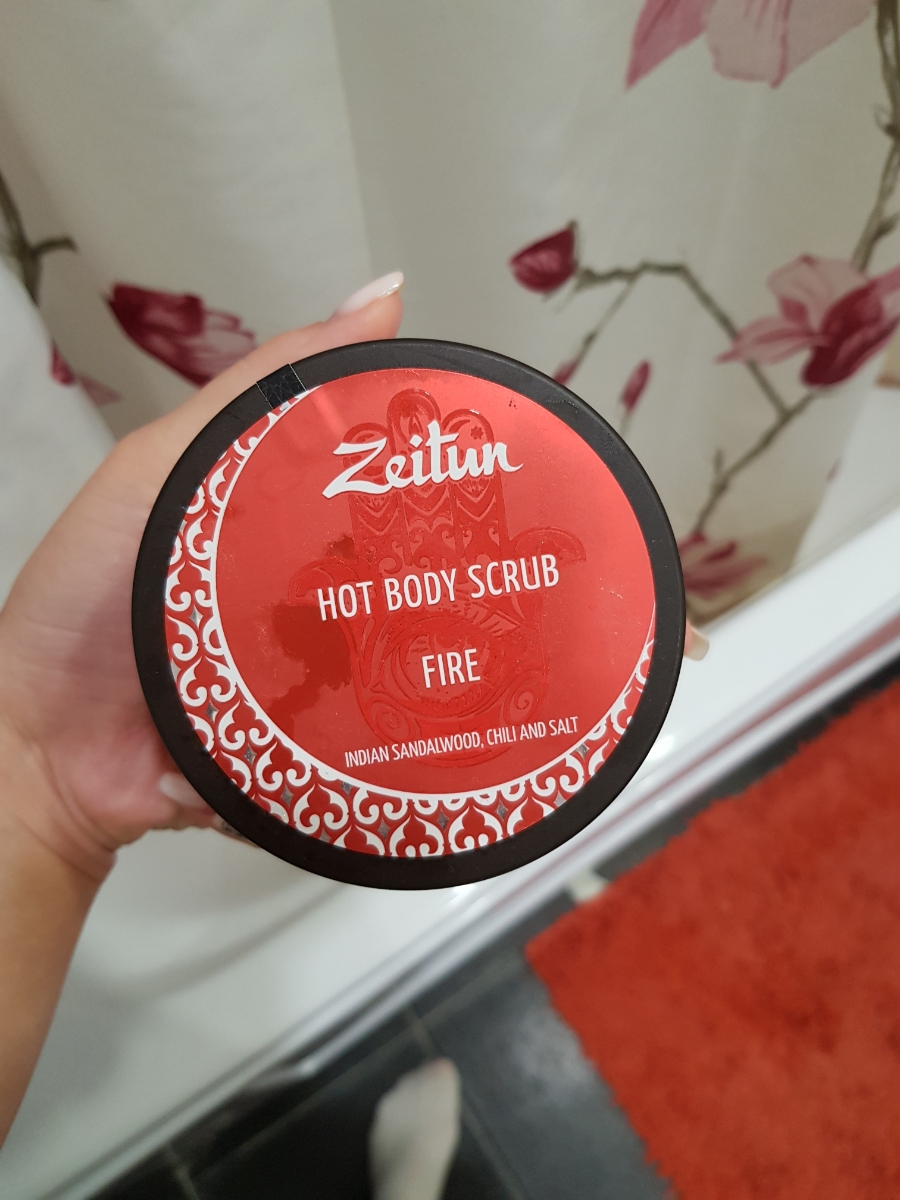 Zeitun
HOT BODY SCRUB
FIRE
INDIAN SANDALWOOD, CHILI AND SALT